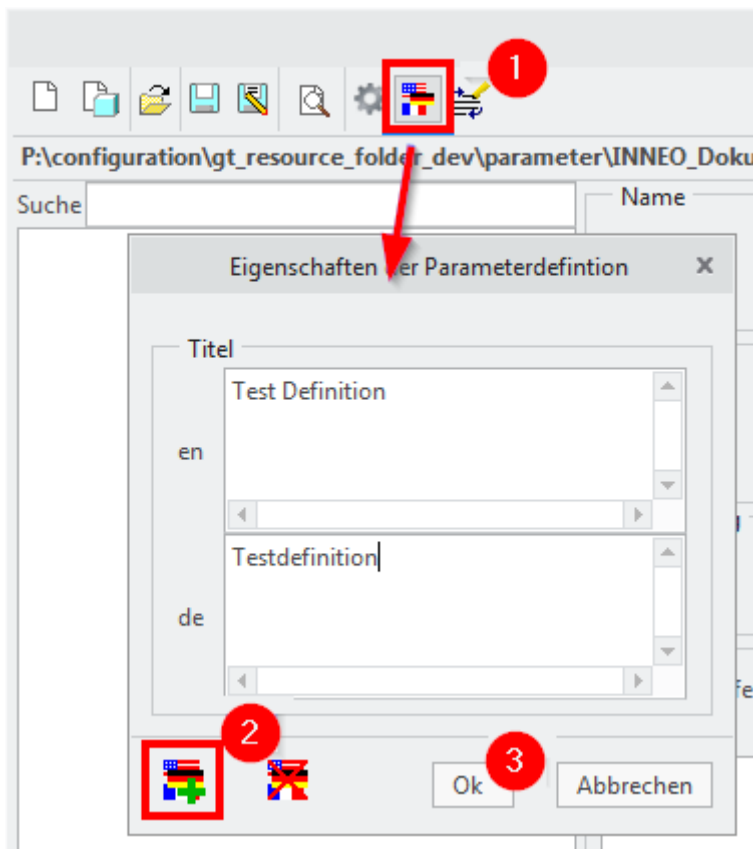 1
P:\configuration\gt_resource_folder_dev\parameter\INNEO_Doku
Suche
Name
Eigenschaften der Parameterdefintion
Titel
Test Definition
en
Testdefinition
de
2
3
Ok
Abbrechen